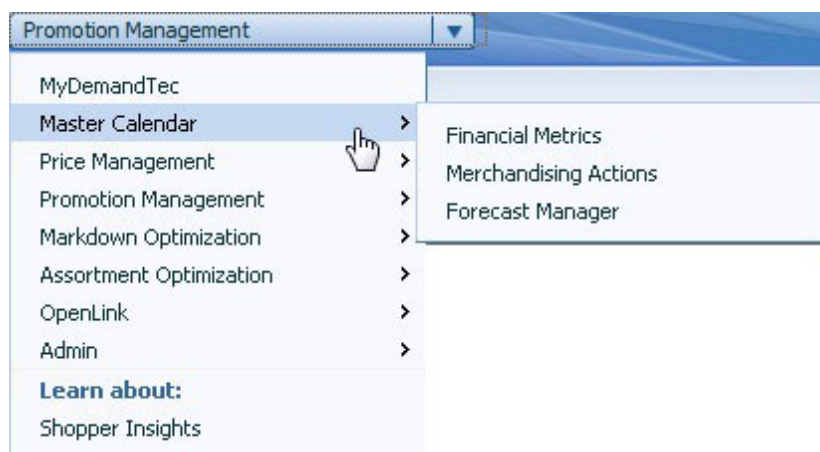 Promotion Management
MyDemandTec
Master Calendar
Price Management
Promotion Management
Markdown Optimization
Assortment Optimization
OpenLink
Admin
Learn about:
Shopper Insights
Financial Metrics
Merchandising Actions
Forecast Manager